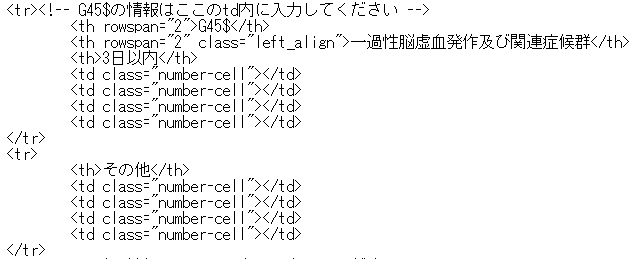 <tr><!-- G45$の情報はここのtd内に入力してください -->
<th rowspan="2">G45$</th>
<th rowspan="2" class="left_align">一過性脳虚血発作及び関連症候群</th>
<th>3日以内</th>
<td class="number-cell"></td>
<td class="number-cell"></td>
<td class="number-cell"></td>
<td class="number-cell"></td>
</tr>
<tr>
<th>その他</th>
<td class="number-cell"></td>
<td class="number-cell"></td>
<td class="number-cell"></td>
<td class="number-cell"></td>
</tr>